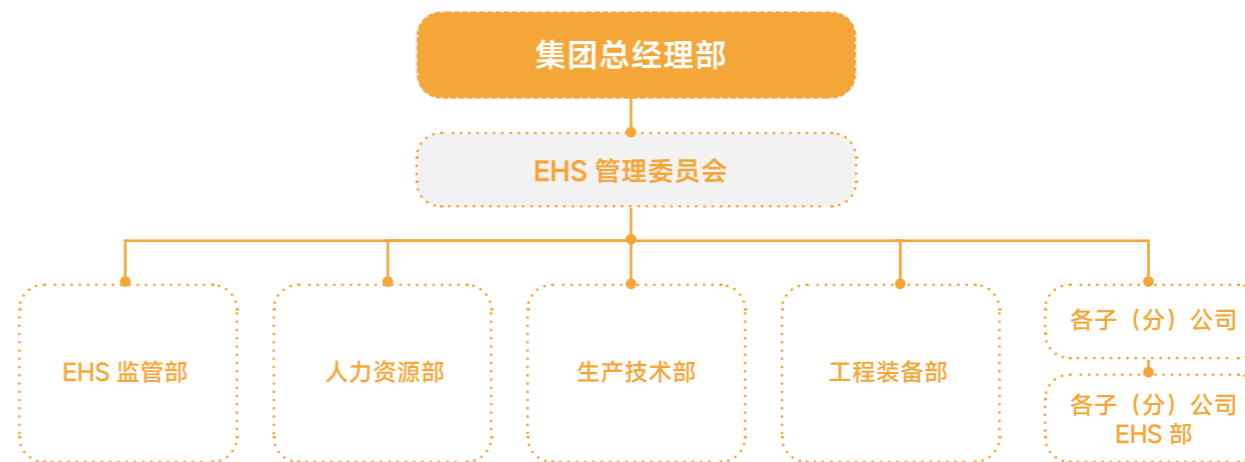 集团总经理部
EHS 管理委员会
EHS 监管部
人力资源部
生产技术部
工程装备部
各子（分）公司
各子（分）公司
EHS 部